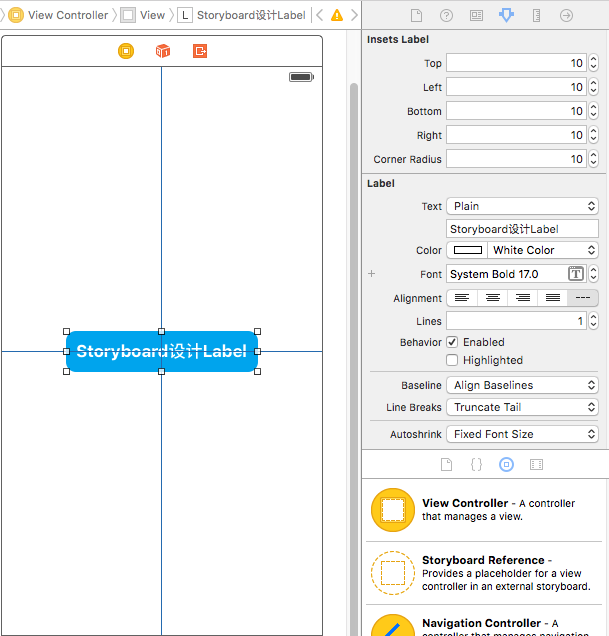 View Controller
View
L
Storyboard设计Label
Insets Label
Top
10
Left
10
Bottom
10
Right
10
Corner Radius
10
Label
Text
Plain
Storyboard设计Label
Color
White Color
Font
System Bold 17.0
T
Alignment
Lines
1
Behavior
Enabled
Highlighted
Baseline
Align Baselines
Line Breaks
Truncate Tail
Autoshrink
Fixed Font Size
Storyboard设计Label
View Controller - A controller
that manages a view.
Storyboard Reference -
Provides a placeholder for a view
controller in an external storyboard.
Navigation Controller - A
controller that manages navigation